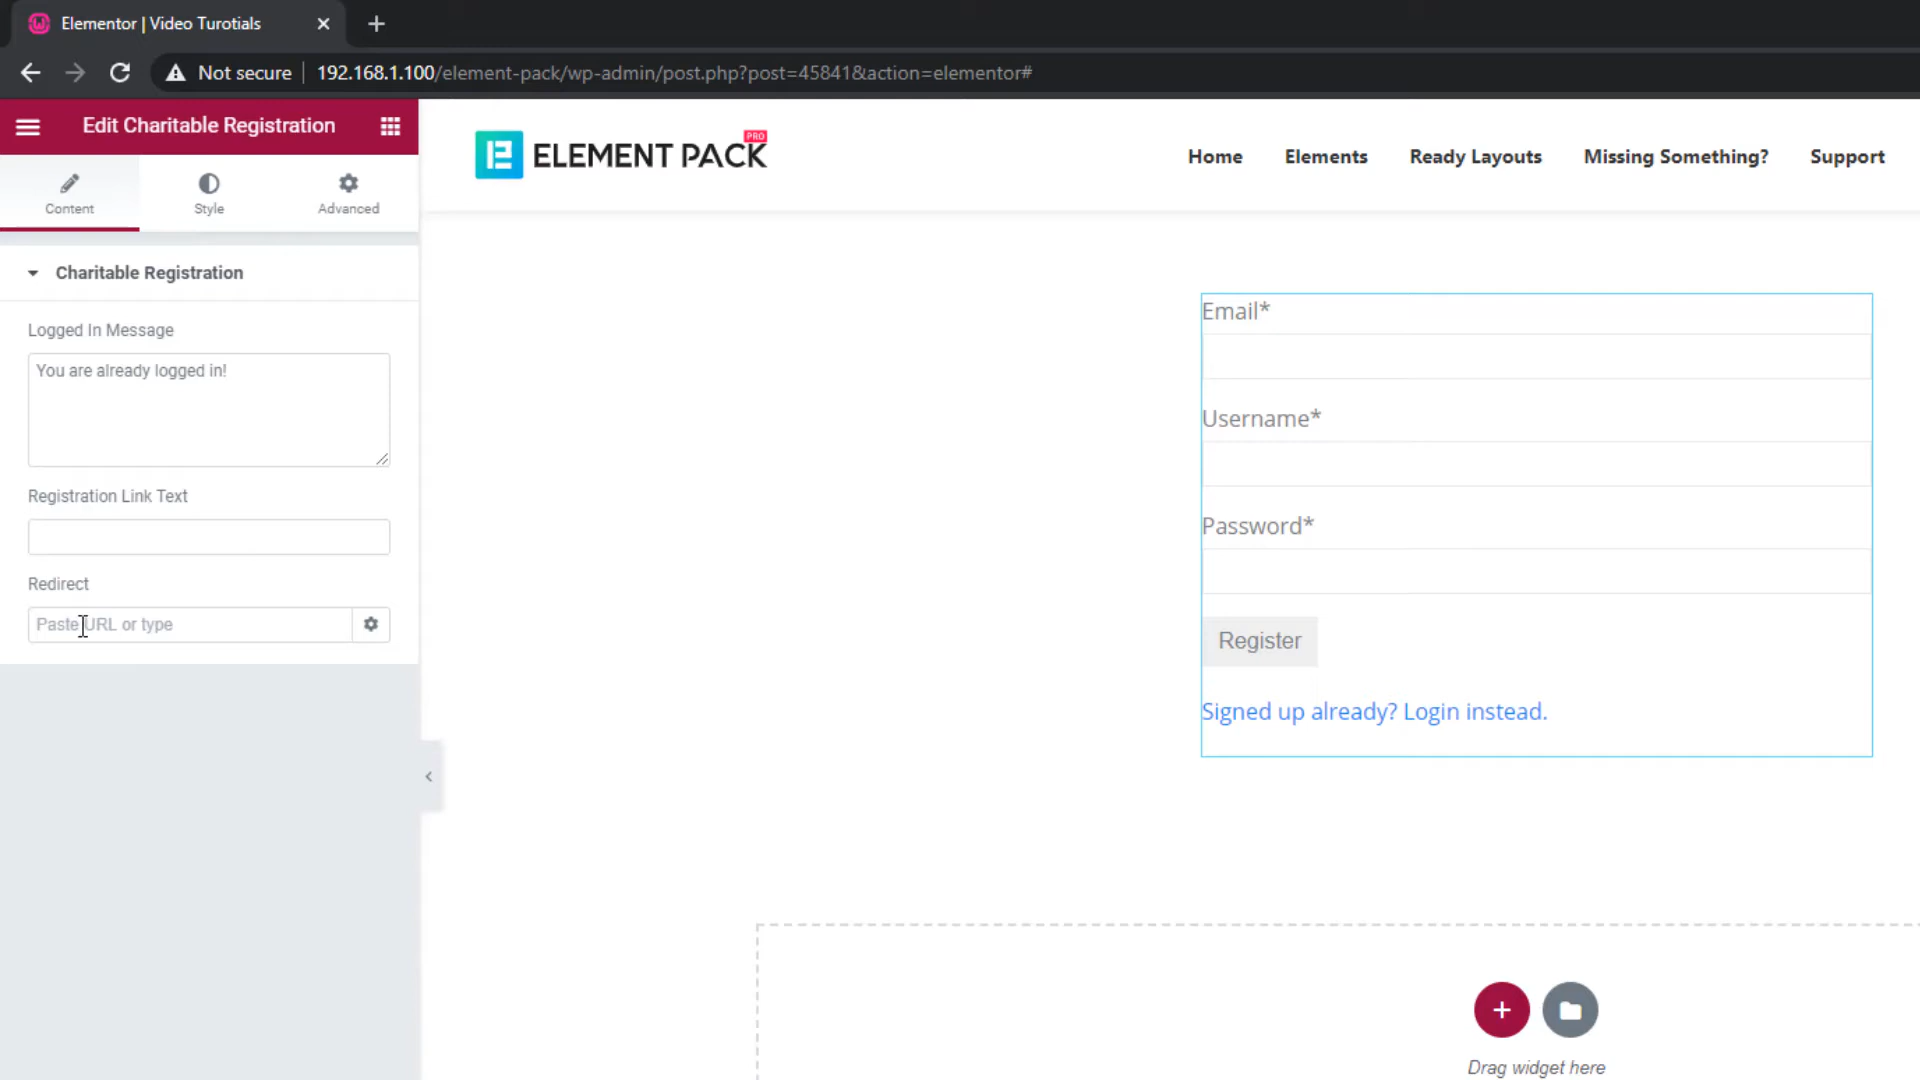 Elementor | Video Turotials
Not secure
192.168.1.100/element-pack/wp-admin/post.php?post=45841&action=elementor#
Edit Charitable Registration
Content
Style
Advanced
Charitable Registration
Logged In Message
You are already logged in!
Registration Link Text
Redirect
Paste URL or type
ELEMENT PACK
PRO
Home
Elements
Ready Layouts
Missing Something?
Support
Email*
Username*
Password*
Register
Signed up already? Login instead.
Drag widget here